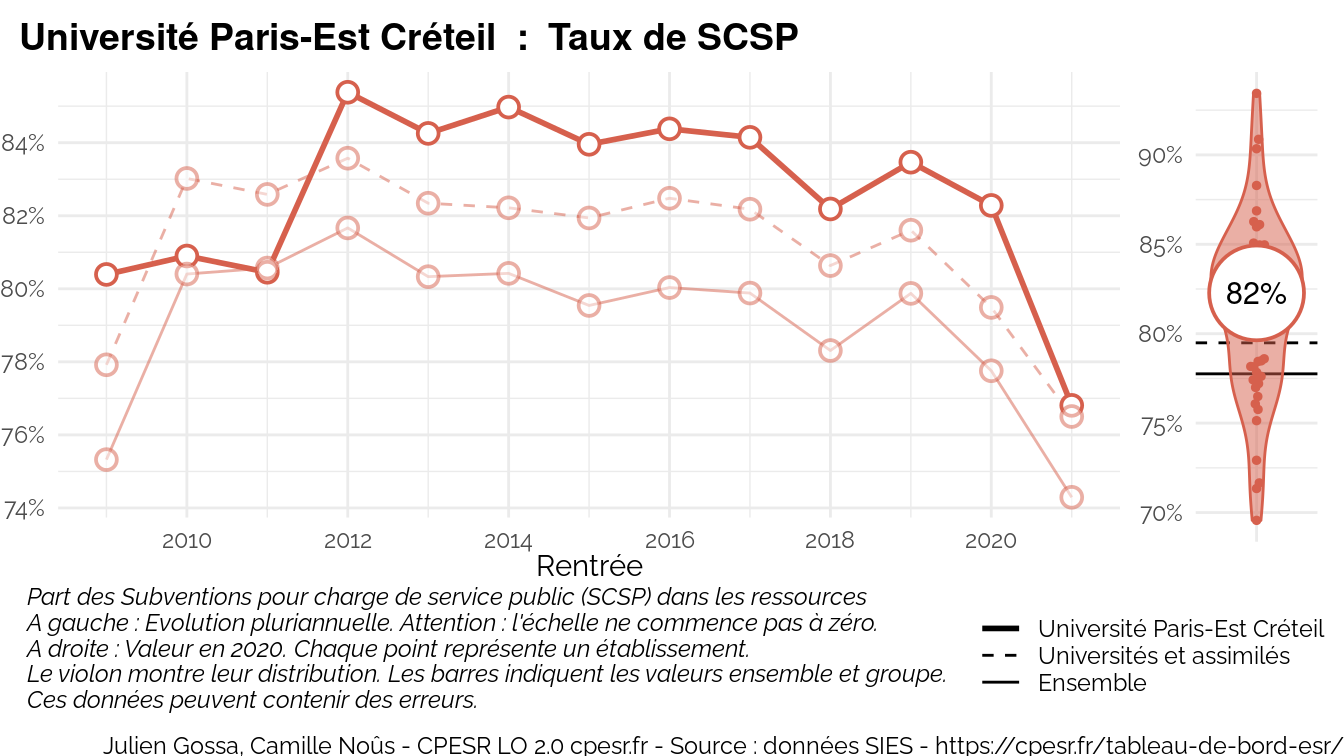 Université Paris-Est Créteil : Taux de SCSP
84%
82%
80%
78%
76%
74%
2010 2012 2014 2016 2018 2020
Rentrée
90%
85%
80%
75%
70%
82%
Part des Subventions pour charge de service public (SCSP) dans les ressources
A gauche : Evolution pluriannuelle. Attention : l'échelle ne commence pas à zéro.
A droite : Valeur en 2020. Chaque point représente un établissement.
Le violon montre leur distribution. Les barres indiquent les valeurs ensemble et groupe.
Ces données peuvent contenir des erreurs.
Université Paris-Est Créteil
Universités et assimilés
Ensemble
Julien Gossa, Camille Noûs - CPESR LO 2.0 cpesr.fr - Source : données SIES - https://cpesr.fr/tableau-de-bord-esr/